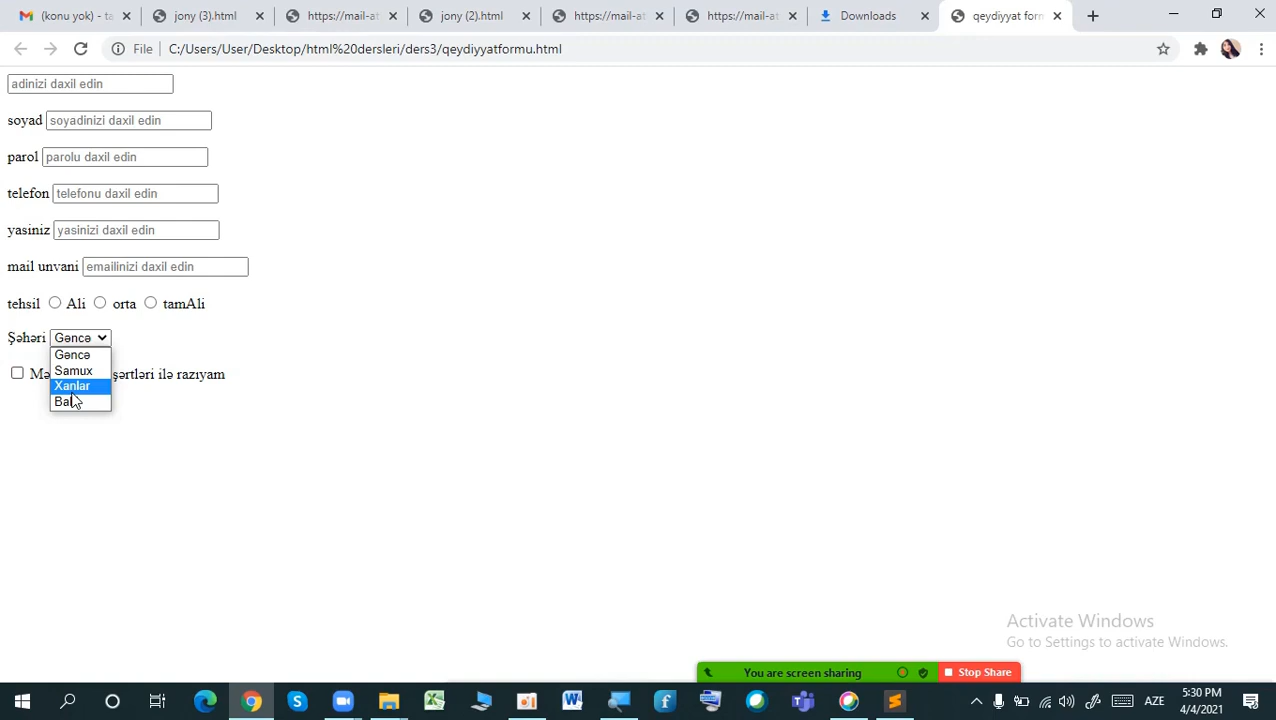 (konu yok) - ta
jony (3).html
https://mail-at
jony (2).html
https://mail-at
https://mail-at
Downloads
qeydiyyat form
File
C:/Users/User/Desktop/html%20dersleri/ders3/qeydiyyatformu.html
adinizi daxil edin
soyad soyadinizi daxil edin
parol parolu daxil edin
telefon telefonu daxil edin
yasiniz yasinizi daxil edin
mail unvani emailinizi daxil edin
tehsil Ali orta tamAli
Şəhəri Gəncə
Gəncə
Samux
Xanlar
şərtləri ilə razıyam
Activate Windows
Go to Settings to activate Windows.
You are screen sharing
Stop Share
AZE
5:30 PM
4/4/2021